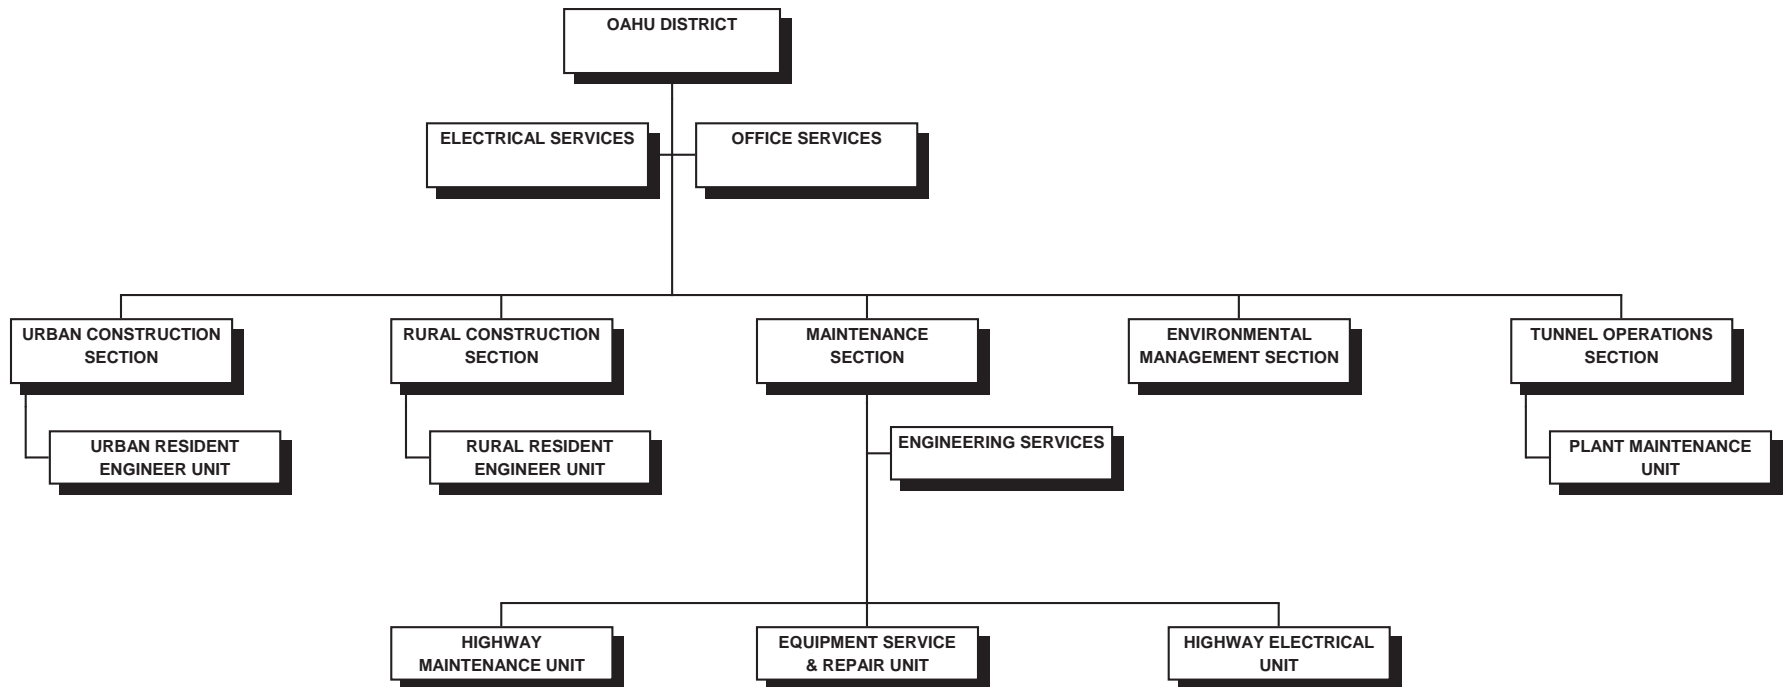 OAHU DISTRICT
ELECTRICAL SERVICES
OFFICE SERVICES
URBAN CONSTRUCTION
SECTION
RURAL CONSTRUCTION
SECTION
MAINTENANCE
SECTION
ENVIRONMENTAL
MANAGEMENT SECTION
TUNNEL OPERATIONS
SECTION
URBAN RESIDENT
ENGINEER UNIT
RURAL RESIDENT
ENGINEER UNIT
ENGINEERING SERVICES
PLANT MAINTENANCE
UNIT
HIGHWAY
MAINTENANCE UNIT
EQUIPMENT SERVICE
& REPAIR UNIT
HIGHWAY ELECTRICAL
UNIT